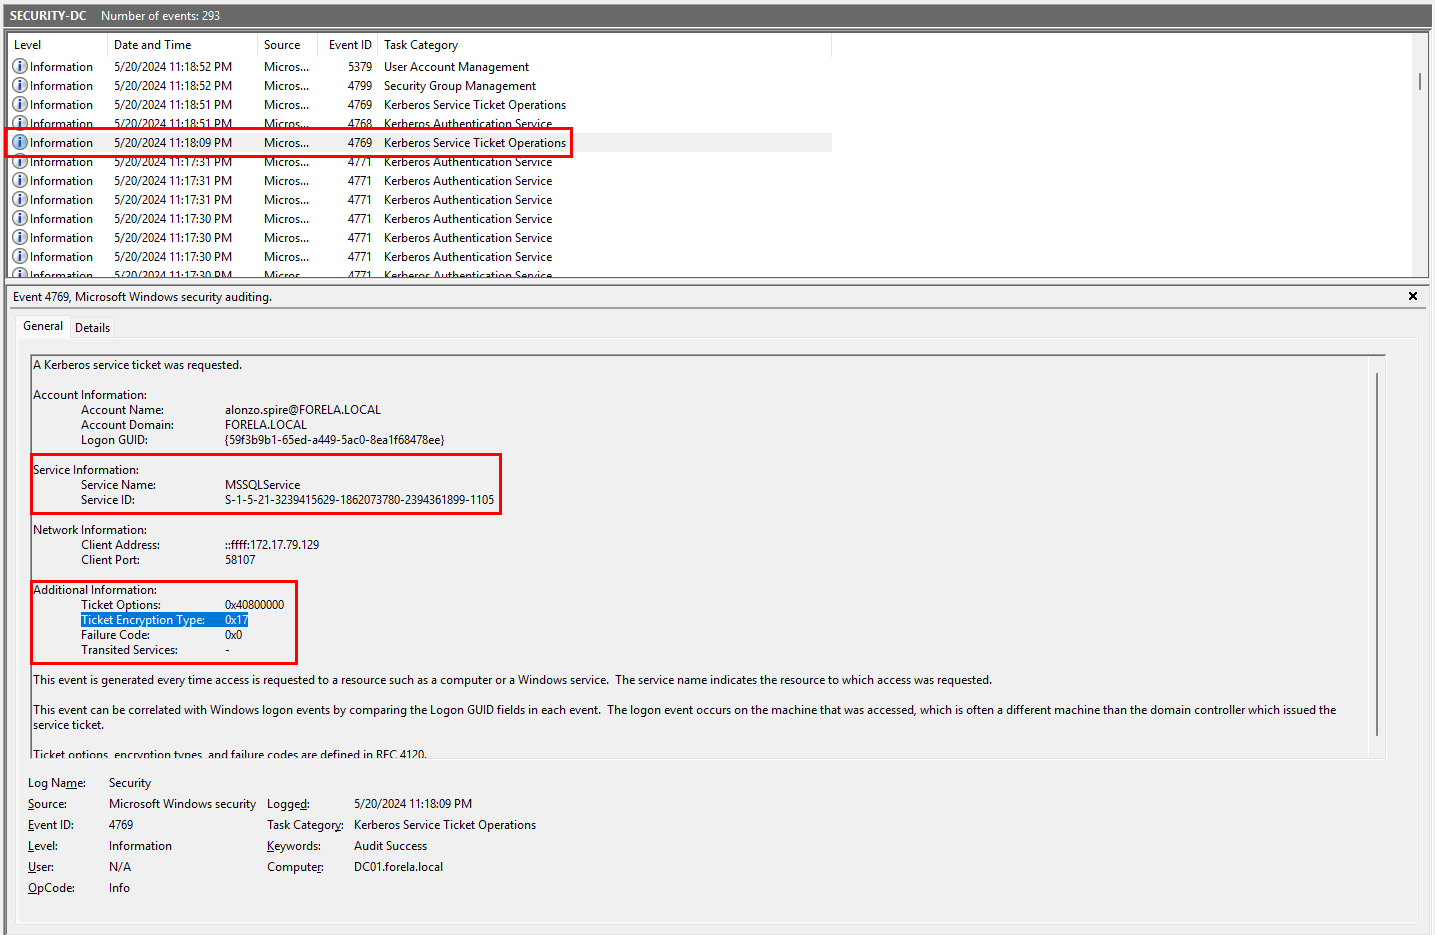 SECURITY-DC Number of events: 293
Level Date and Time Source Event ID Task Category
Information 5/20/2024 11:18:52 PM Micros... 5379 User Account Management
Information 5/20/2024 11:18:52 PM Micros... 4799 Security Group Management
Information 5/20/2024 11:18:51 PM Micros... 4769 Kerberos Service Ticket Operations
Information 5/20/2024 11:18:51 PM Micros... 4768 Kerberos Authentication Service
Information 5/20/2024 11:18:09 PM Micros... 4769 Kerberos Service Ticket Operations
Information 5/20/2024 11:17:31 PM Micros... 4771 Kerberos Authentication Service
Information 5/20/2024 11:17:31 PM Micros... 4771 Kerberos Authentication Service
Information 5/20/2024 11:17:31 PM Micros... 4771 Kerberos Authentication Service
Information 5/20/2024 11:17:30 PM Micros... 4771 Kerberos Authentication Service
Information 5/20/2024 11:17:30 PM Micros... 4771 Kerberos Authentication Service
Information 5/20/2024 11:17:30 PM Micros... 4771 Kerberos Authentication Service
Information 5/20/2024 11:17:30 PM Micros... 4771 Kerberos Authentication Service
Event 4769, Microsoft Windows security auditing.
General Details
A Kerberos service ticket was requested.
Account Information:
Account Name: alonzo.spire@FORELA.LOCAL
Account Domain: FORELA.LOCAL
Logon GUID: {59f3b9b1-65ed-a449-5ac0-8ea1f68478ee}
Service Information:
Service Name: MSSQLService
Service ID: S-1-5-21-3239415629-1862073780-2394361899-1105
Network Information:
Client Address: ::ffff:172.17.79.129
Client Port: 58107
Additional Information:
Ticket Options: 0x40800000
Ticket Encryption Type: 0x17
Failure Code: 0x0
Transited Services: -
This event is generated every time access is requested to a resource such as a computer or a Windows service. The service name indicates the resource to which access was requested.
This event can be correlated with Windows logon events by comparing the Logon GUID fields in each event. The logon event occurs on the machine that was accessed, which is often a different machine than the domain controller which issued the
service ticket.
Ticket options, encryption types, and failure codes are defined in RFC 4120.
Log Name: Security
Source: Microsoft Windows security Logged: 5/20/2024 11:18:09 PM
Event ID: 4769 Task Category: Kerberos Service Ticket Operations
Level: Information Keywords: Audit Success
User: N/A Computer: DC01.forela.local
OpCode: Info